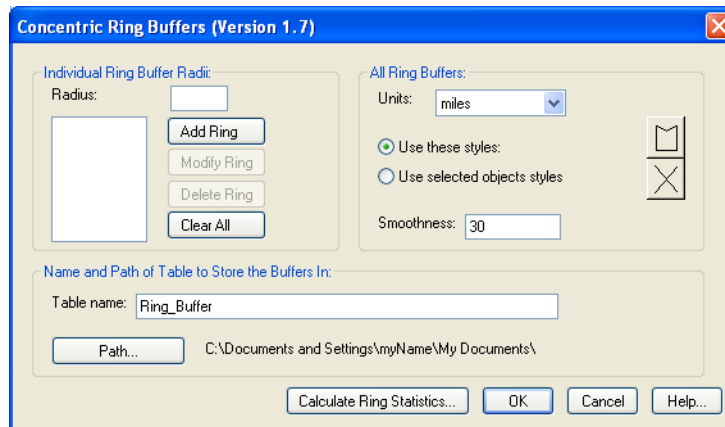 Concentric Ring Buffers (Version 1.7)
Individual Ring Buffer Radii:
Radius:
Add Ring
Modify Ring
Delete Ring
Clear All
All Ring Buffers:
Units: miles
Use these styles:
Use selected objects styles
Smoothness: 30
Name and Path of Table to Store the Buffers In:
Table name: Ring_Buffer
Path... C:\Documents and Settings\myName\My Documents\
Calculate Ring Statistics... OK Cancel Help...